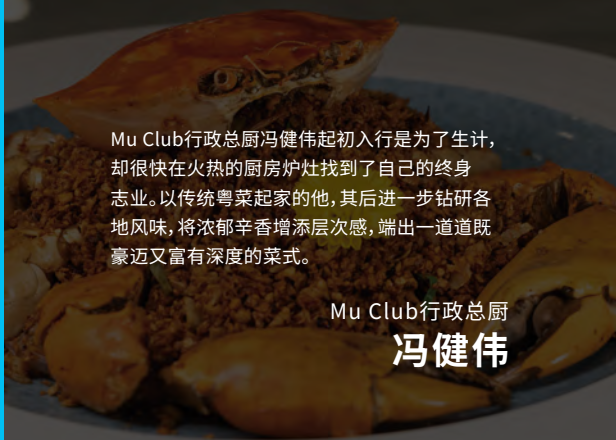 Mu Club行政总厨冯健伟起初入行是为了生计，
却很快在火热的厨房炉灶找到了自己的终身
志业。以传统粤菜起家的他，其后进一步钻研各
地风味，将浓郁辛香增添层次感，端出一道道既
豪迈又富有深度的菜式。
Mu Club行政总厨
冯健伟